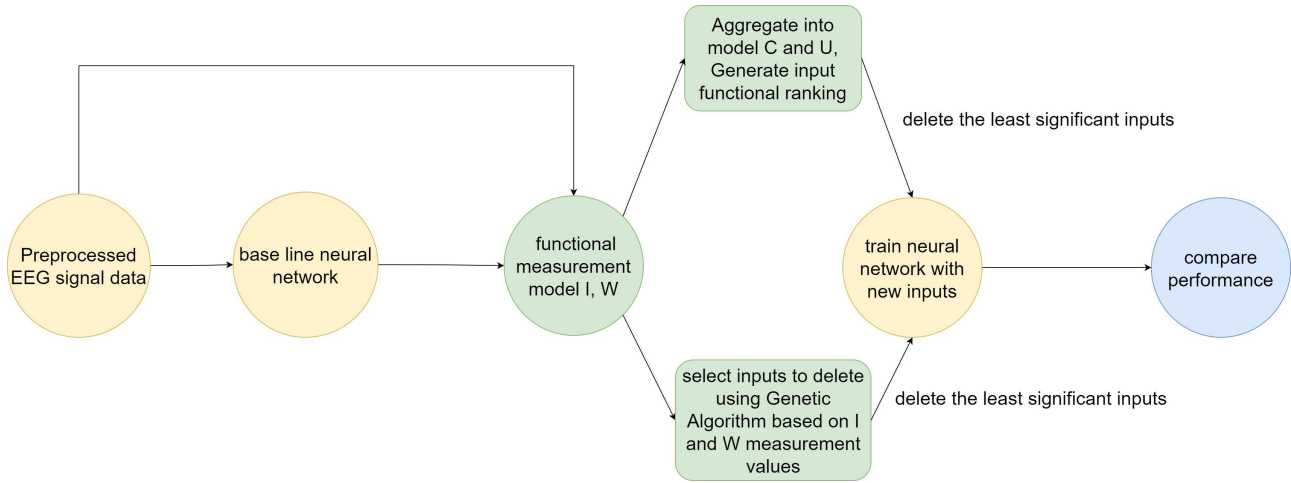 Preprocessed
EEG signal data
base line neural
network
functional
measurement
model I, W
Aggregate into
model C and U,
Generate input
functional ranking
delete the least significant inputs
select inputs to delete
using Genetic
Algorithm based on I
and W measurement
values
delete the least significant inputs
train neural
network with
new inputs
compare
performance